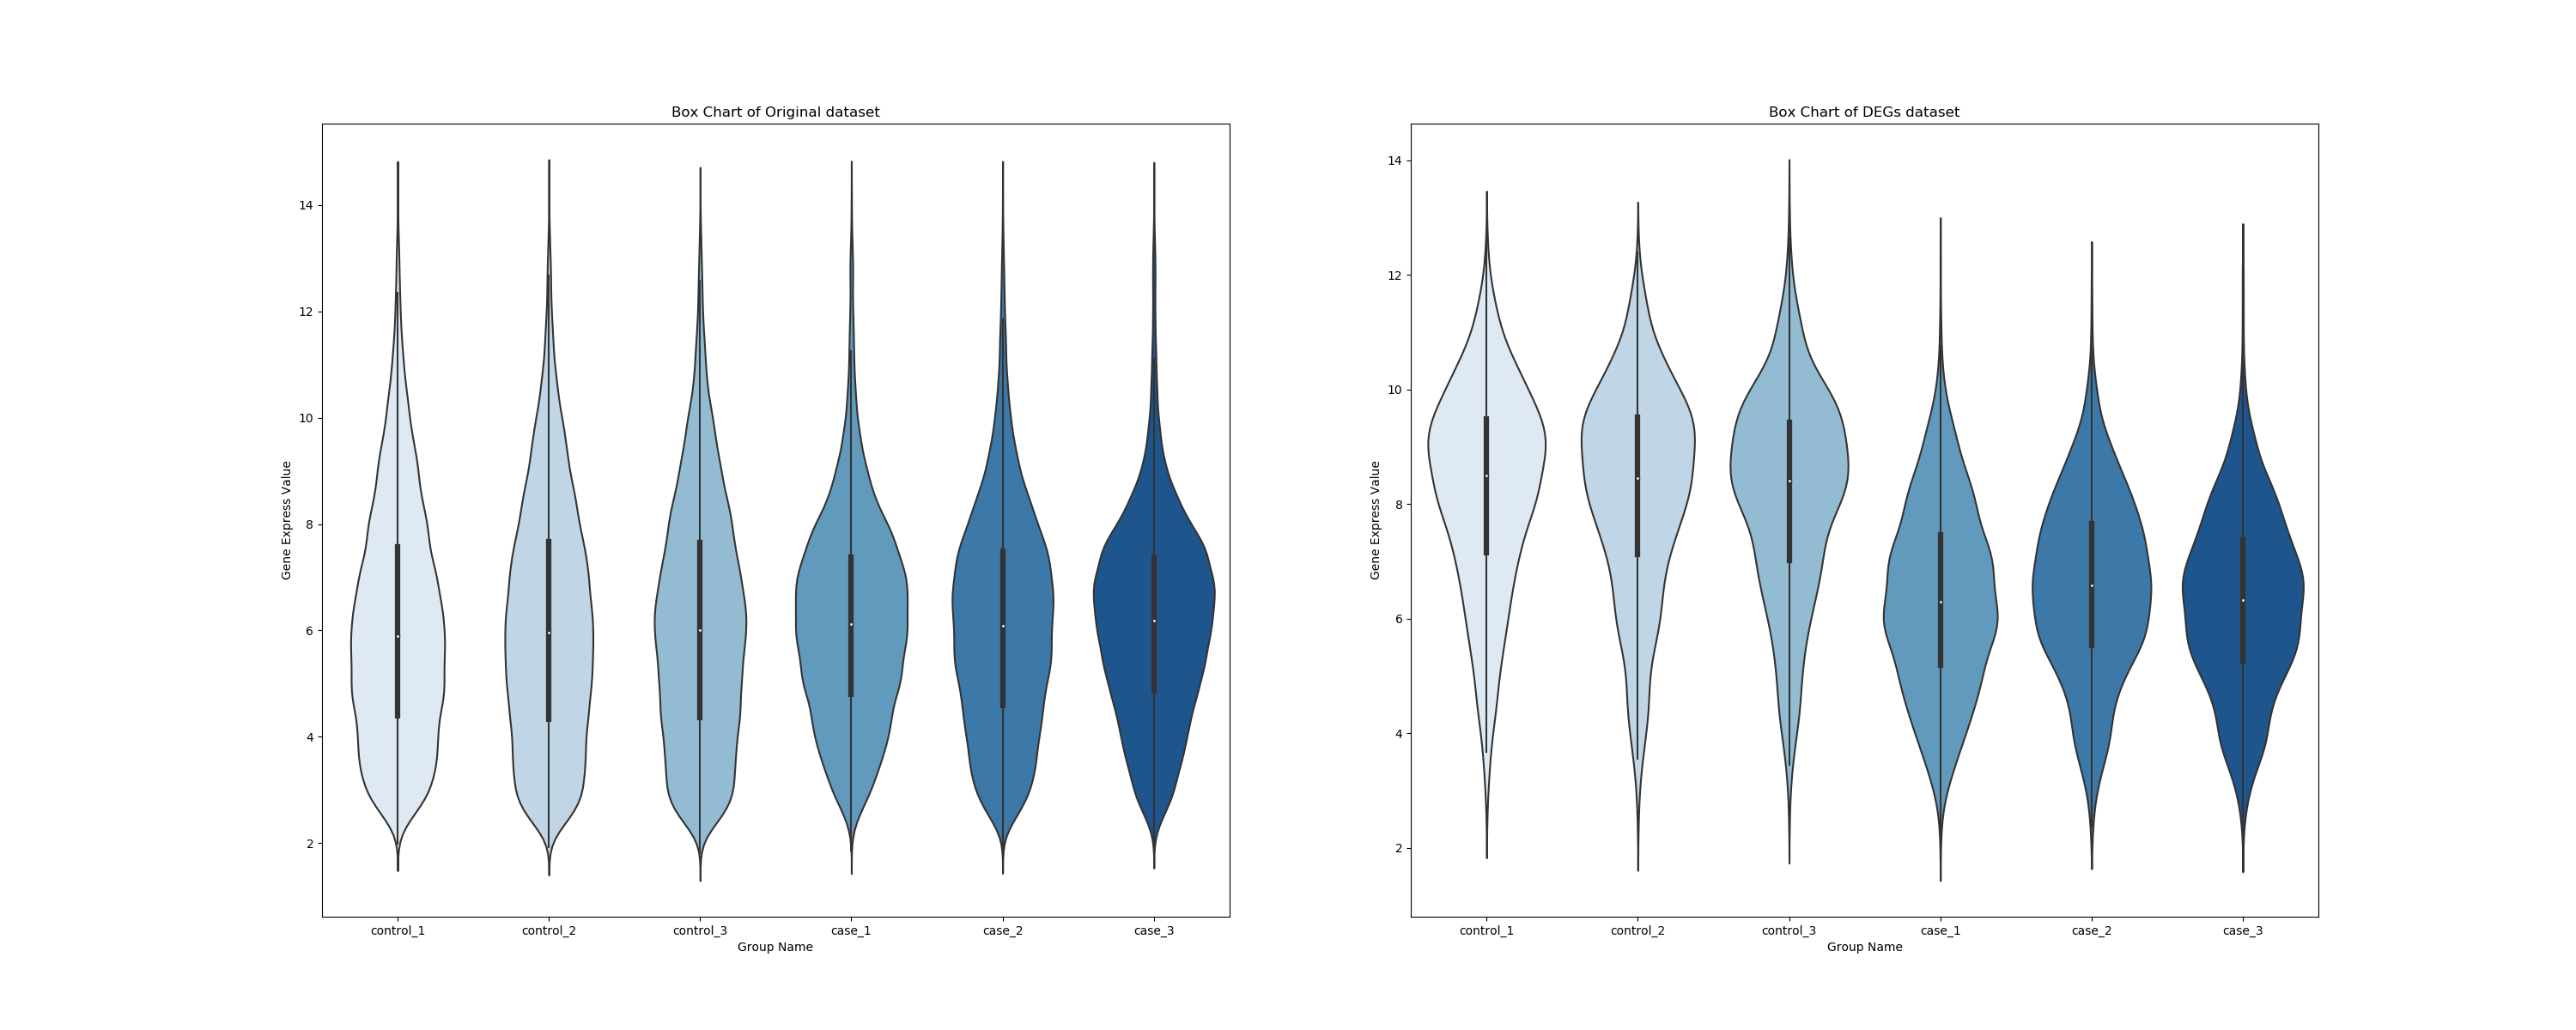 Box Chart of Original dataset
14
12
10
8
6
4
2
Gene Express Value
control_1 control_2 control_3 case_1 case_2 case_3
Group Name
Box Chart of DEGs dataset
14
12
10
8
6
4
2
Gene Express Value
control_1 control_2 control_3 case_1 case_2 case_3
Group Name